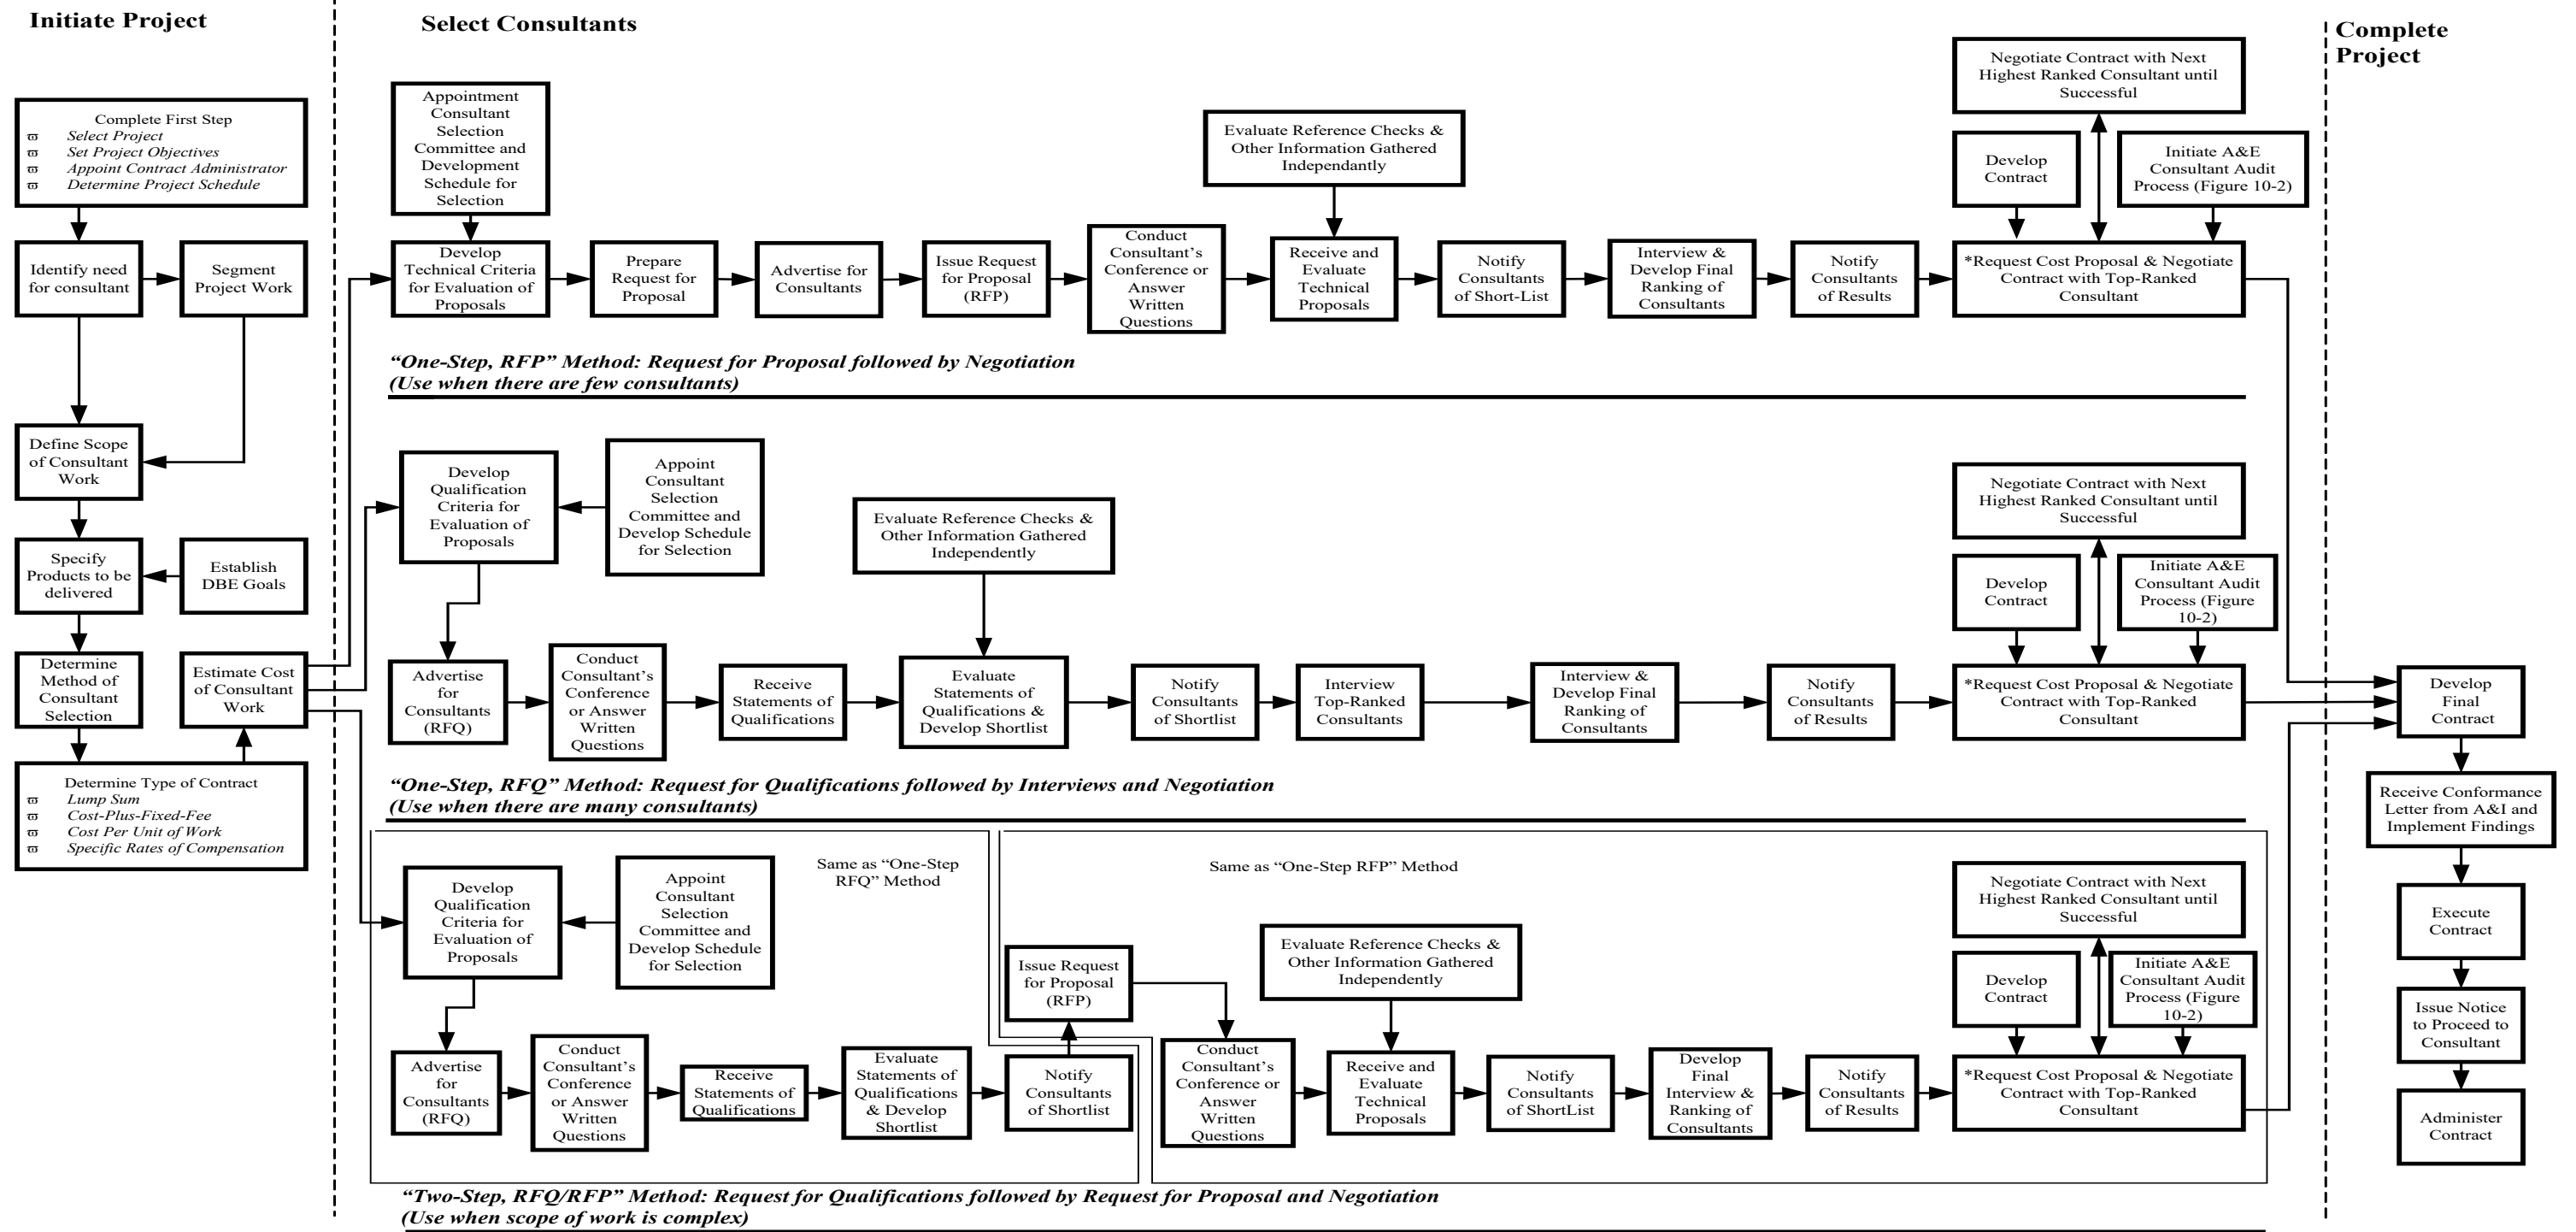 Initiate Project
Select Consultants
Complete
Project
Complete First Step
ϖ Select Project
ϖ Set Project Objectives
ϖ Appoint Contract Administrator
ϖ Determine Project Schedule
Identify need
for consultant
Segment
Project Work
Define Scope
of Consultant
Work
Specify
Products to be
delivered
Establish
DBE Goals
Determine
Method of
Consultant
Selection
Estimate Cost
of Consultant
Work
Determine Type of Contract
ϖ Lump Sum
ϖ Cost-Plus-Fixed-Fee
ϖ Cost Per Unit of Work
ϖ Specific Rates of Compensation
Appointment
Consultant
Selection
Committee and
Development
Schedule for
Selection
Develop
Technical Criteria
for Evaluation of
Proposals
Prepare
Request for
Proposal
Advertise for
Consultants
Issue Request
for Proposal
(RFP)
Conduct
Consultant’s
Conference or
Answer
Written
Questions
Evaluate Reference Checks &
Other Information Gathered
Independantly
Receive and
Evaluate
Technical
Proposals
Notify
Consultants
of Short-List
Interview &
Develop Final
Ranking of
Consultants
Notify
Consultants
of Results
Negotiate Contract with Next
Highest Ranked Consultant until
Successful
Develop
Contract
Initiate A&E
Consultant Audit
Process (Figure 10-2)
*Request Cost Proposal & Negotiate
Contract with Top-Ranked
Consultant
“One-Step, RFP” Method: Request for Proposal followed by Negotiation
(Use when there are few consultants)
Develop
Qualification
Criteria for
Evaluation of
Proposals
Appoint
Consultant
Selection
Committee and
Develop Schedule
for Selection
Evaluate Reference Checks &
Other Information Gathered
Independently
Advertise
for
Consultants
(RFQ)
Conduct
Consultant’s
Conference
or Answer
Written
Questions
Receive
Statements of
Qualifications
Evaluate
Statements of
Qualifications &
Develop Shortlist
Notify
Consultants
of Shortlist
Interview
Top-Ranked
Consultants
Interview &
Develop Final
Ranking of
Consultants
Notify
Consultants
of Results
Negotiate Contract with Next
Highest Ranked Consultant until
Successful
Develop
Contract
Initiate A&E
Consultant Audit
Process (Figure
10-2)
*Request Cost Proposal & Negotiate
Contract with Top-Ranked
Consultant
“One-Step, RFQ” Method: Request for Qualifications followed by Interviews and Negotiation
(Use when there are many consultants)
Same as “One-Step
RFQ” Method
Same as “One-Step RFP” Method
Develop
Qualification
Criteria for
Evaluation of
Proposals
Appoint
Consultant
Selection
Committee and
Develop Schedule
for Selection
Advertise
for
Consultants
(RFQ)
Conduct
Consultant’s
Conference
or Answer
Written
Questions
Receive
Statements of
Qualifications
Evaluate
Statements of
Qualifications
& Develop
Shortlist
Notify
Consultants
of Shortlist
Issue Request
for Proposal
(RFP)
Conduct
Consultant’s
Conference or
Answer
Written
Questions
Evaluate Reference Checks &
Other Information Gathered
Independently
Receive and
Evaluate
Technical
Proposals
Notify
Consultants
of ShortList
Develop
Final
Interview &
Ranking of
Consultants
Notify
Consultants
of Results
Negotiate Contract with Next
Highest Ranked Consultant until
Successful
Develop
Contract
Initiate A&E
Consultant Audit
Process (Figure
10-2)
*Request Cost Proposal & Negotiate
Contract with Top-Ranked
Consultant
“Two-Step, RFQ/RFP” Method: Request for Qualifications followed by Request for Proposal and Negotiation
(Use when scope of work is complex)
Develop
Final
Contract
Receive Conformance
Letter from A&I and
Implement Findings
Execute
Contract
Issue Notice
to Proceed to
Consultant
Administer
Contract